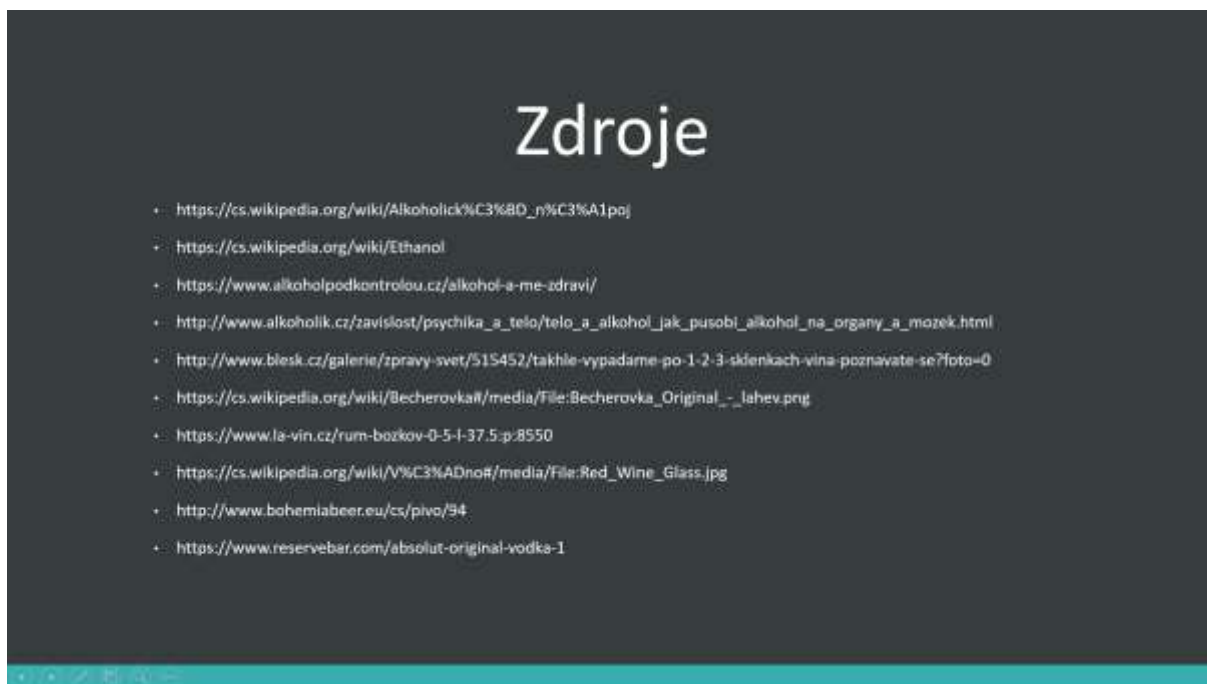 Zdroje
• https://cs.wikipedia.org/wiki/Alkoholick%C3%BD_n%C3%A1poj
• https://cs.wikipedia.org/wiki/Ethanol
• https://www.alkoholpodkontrolou.cz/alkohol-a-me-zdravi/
• http://www.alkoholik.cz/zavislost/psychika_a_telo/telo_a_alkohol_jak_pusobi_alkohol_na_organy_a_mozek.html
• http://www.blesk.cz/galerie/zpravy-svet/515452/takhle-vypadame-po-1-2-3-sklenkach-vina-poznavate-se?foto=0
• https://cs.wikipedia.org/wiki/Becherovka#/media/File:Becherovka_Original_-_lahev.png
• https://www.la-vin.cz/rum-bozkov-0-5-l-37.5:p:8550
• https://cs.wikipedia.org/wiki/V%C3%ADno#/media/File:Red_Wine_Glass.jpg
• http://www.bohemiabeer.eu/cs/pivo/94
• https://www.reservebar.com/absolut-original-vodka-1